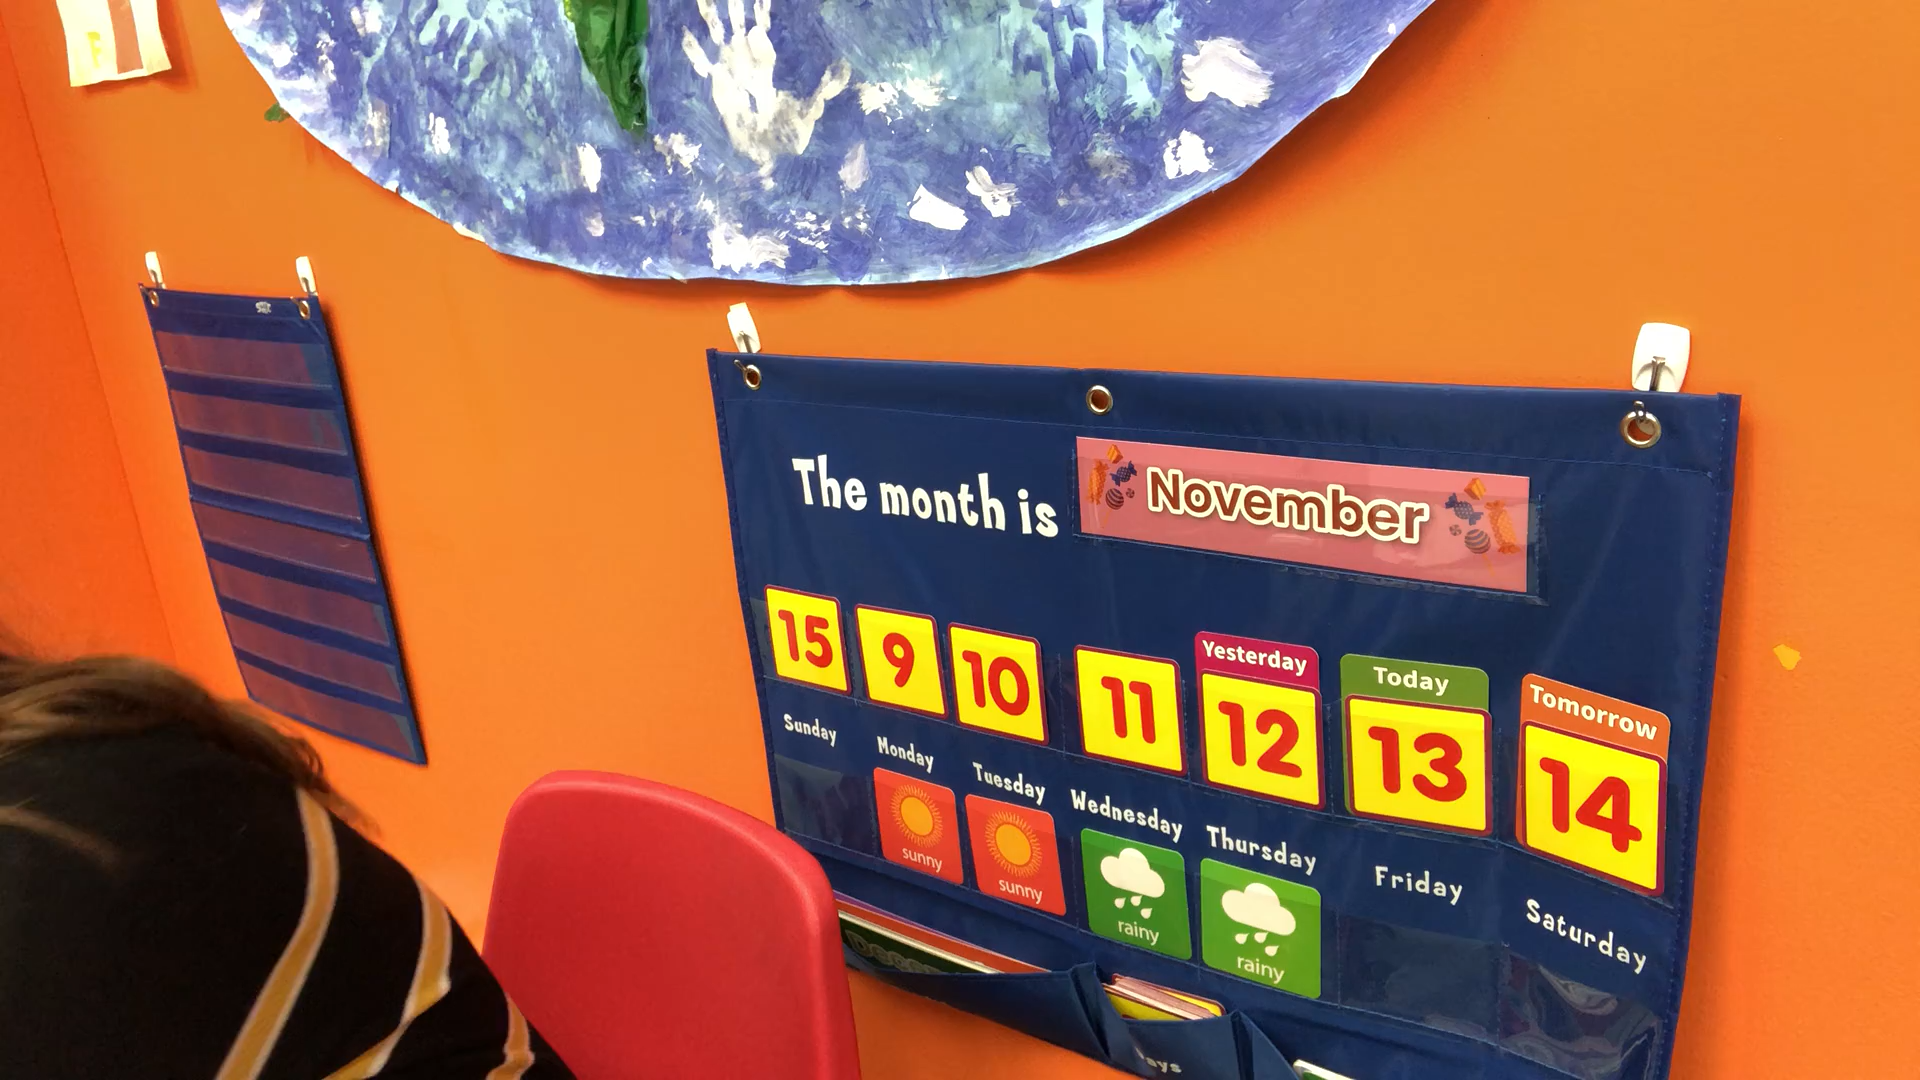 The month is November
Yesterday Today Tomorrow
15 9 10 11 12 13 14
Sunday Monday Tuesday Wednesday Thursday Friday Saturday
sunny sunny rainy rainy